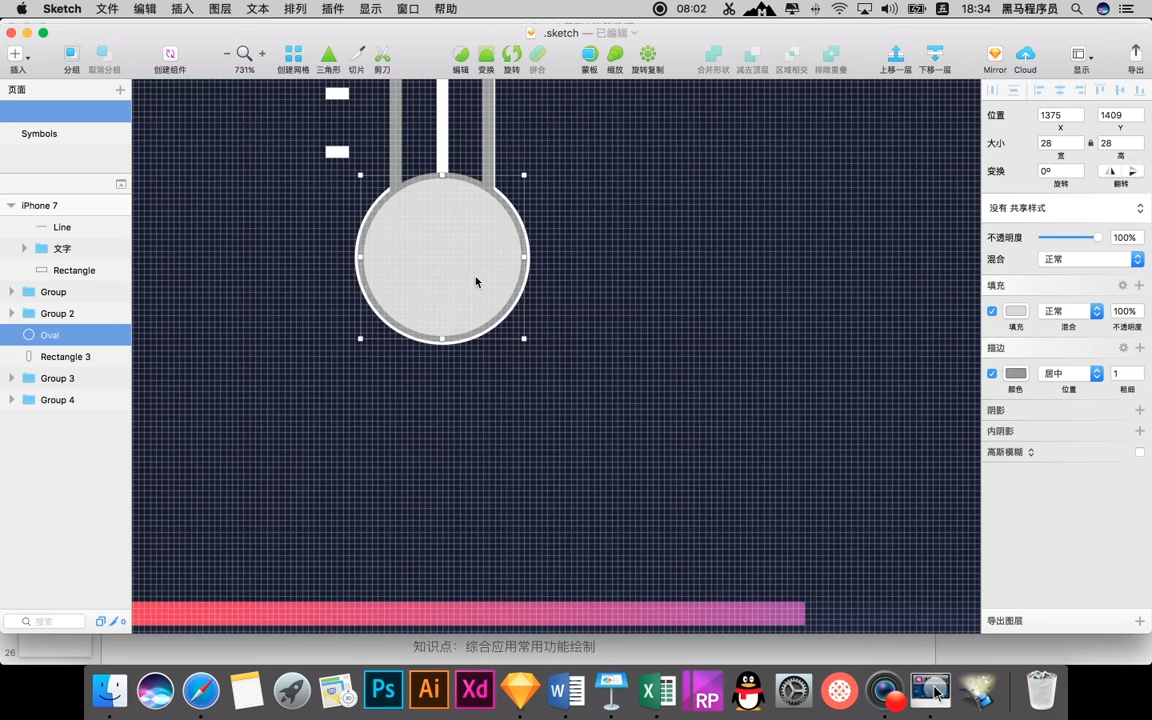 Sketch 文件 编辑 插入 图层 文本 排列 插件 显示 窗口 帮助 08:02 五 18:34 黑马程序员
.sketch — 已编辑
731%
插入 分组 取消分组 创建组件 创建网格 三角形 切片 剪刀 编辑 变换 旋转 拼合 蒙板 缩放 旋转复制 合并形状 减去顶层 区域相交 排除重叠 上移一层 下移一层 Mirror Cloud 显示 导出
页面
Symbols
iPhone 7
Line
文字
Rectangle
Group
Group 2
Oval
Rectangle 3
Group 3
Group 4
搜索
0
位置 1375 1409
X Y
大小 28 28
宽 高
变换 0º
旋转 翻转
没有 共享样式
不透明度 100%
混合 正常
填充
正常 100%
填充 混合 不透明度
描边
居中 1
颜色 位置 粗细
阴影
内阴影
高斯模糊
导出图层
26
知识点：综合应用常用功能绘制
Ps Ai Xd RP